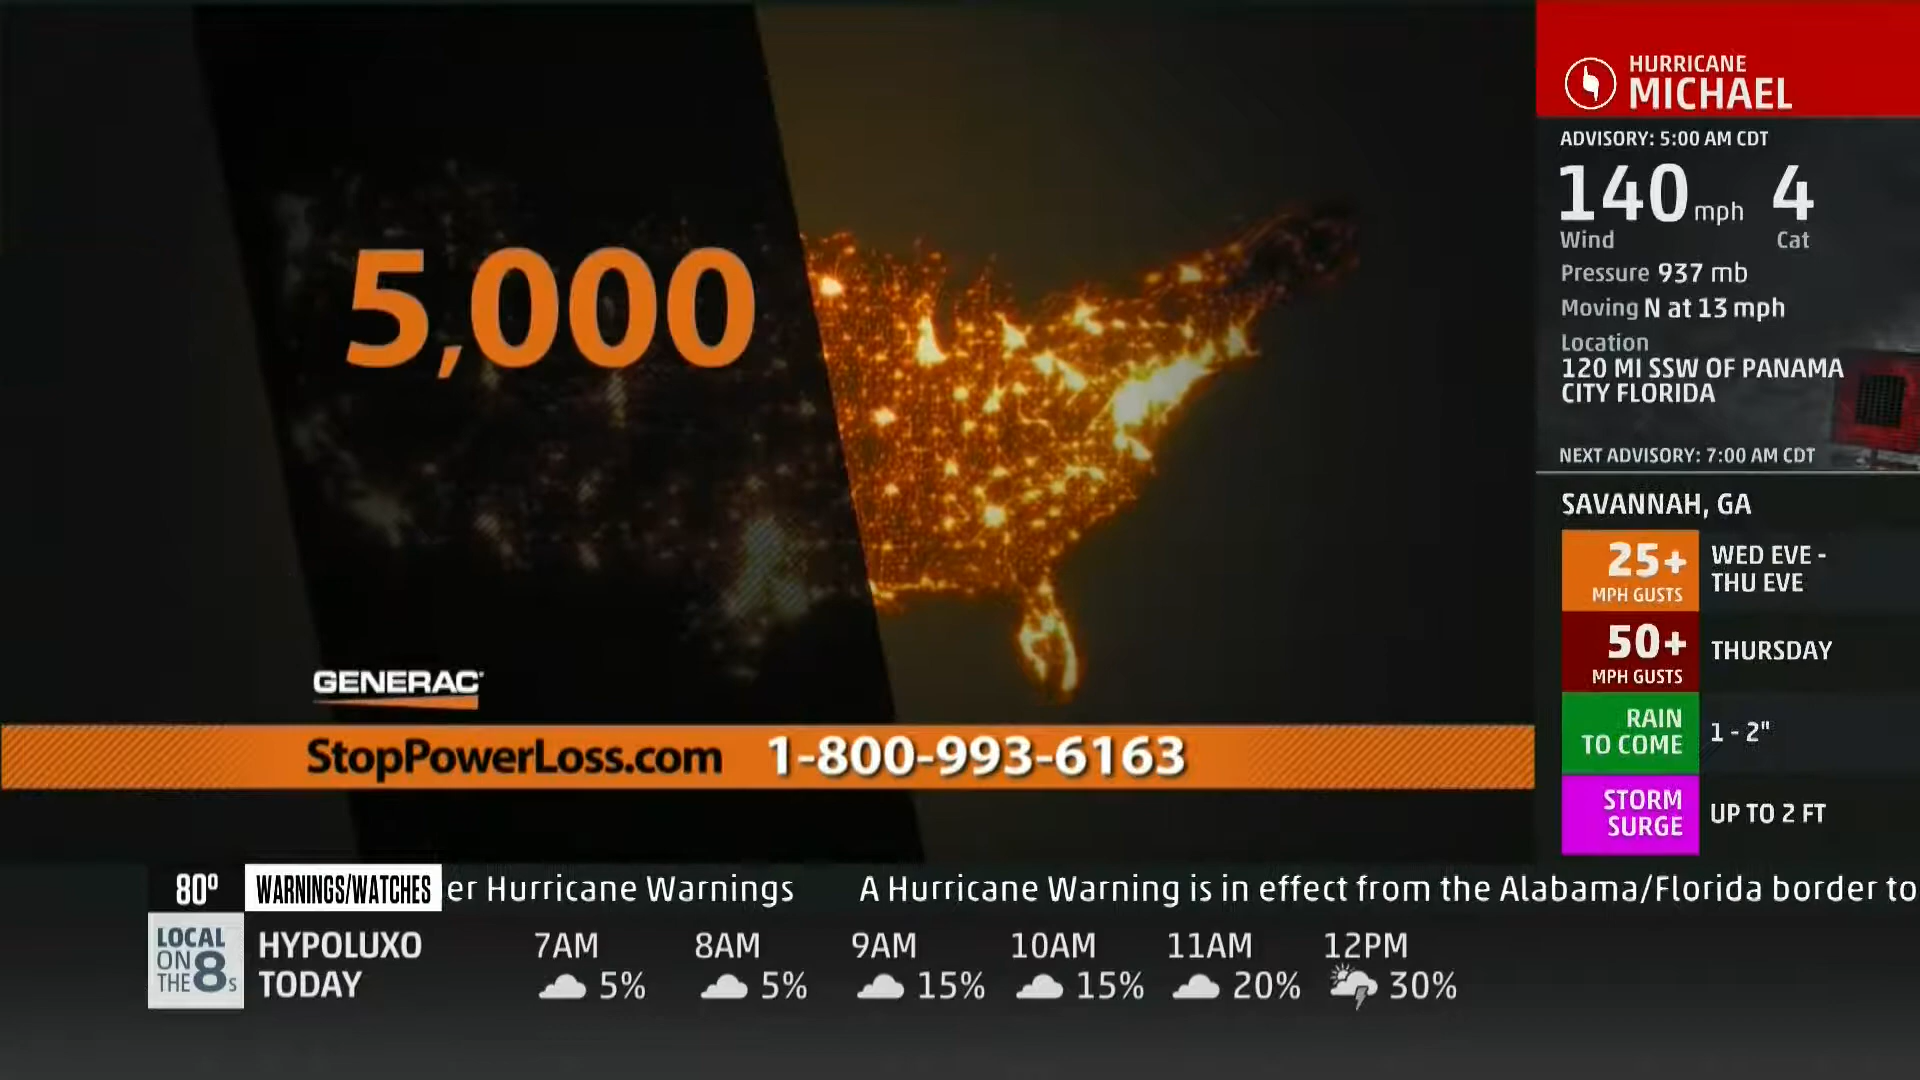 5,000
GENERAC
StopPowerLoss.com 1-800-993-6163
HURRICANE
MICHAEL
ADVISORY: 5:00 AM CDT
140 mph 4
Wind Cat
Pressure 937 mb
Moving N at 13 mph
Location
120 MI SSW OF PANAMA
CITY FLORIDA
NEXT ADVISORY: 7:00 AM CDT
SAVANNAH, GA
25+ MPH GUSTS
WED EVE -
THU EVE
50+ MPH GUSTS
THURSDAY
RAIN
TO COME
1 - 2"
STORM
SURGE
UP TO 2 FT
80° WARNINGS/WATCHES er Hurricane Warnings A Hurricane Warning is in effect from the Alabama/Florida border to
LOCAL
ON
THE 8s
HYPOLUXO
TODAY
7AM 8AM 9AM 10AM 11AM 12PM
5% 5% 15% 15% 20% 30%